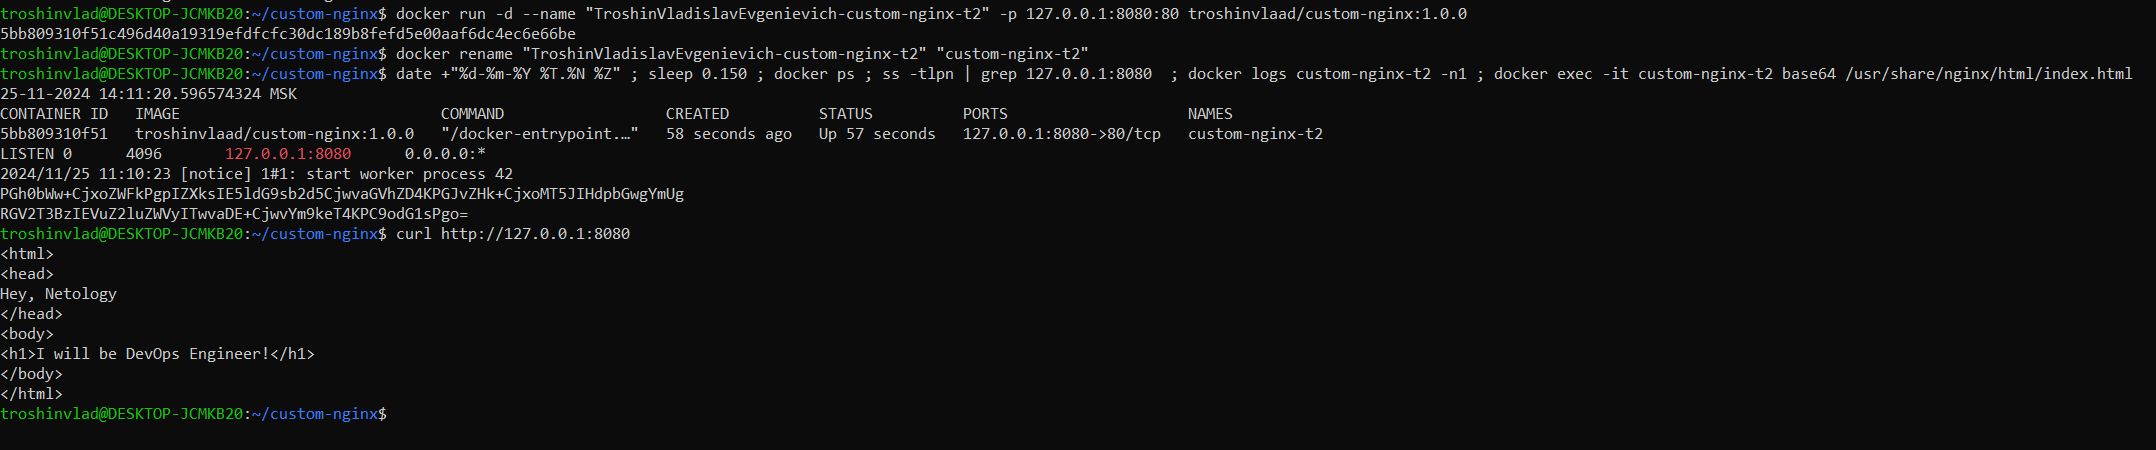 troshinvlad@DESKTOP-JCMKB20:~/custom-nginx$ docker run -d --name "TroshinVladislavEvgenievich-custom-nginx-t2" -p 127.0.0.1:8080:80 troshinvlaad/custom-nginx:1.0.0
5bb809310f51c496d40a19319efdfcfc30dc189b8fefd5e00aaf6dc4ec6e66be
troshinvlad@DESKTOP-JCMKB20:~/custom-nginx$ docker rename "TroshinVladislavEvgenievich-custom-nginx-t2" "custom-nginx-t2"
troshinvlad@DESKTOP-JCMKB20:~/custom-nginx$ date +"%d-%m-%Y %T.%N %Z" ; sleep 0.150 ; docker ps ; ss -tlpn | grep 127.0.0.1:8080  ; docker logs custom-nginx-t2 -n1 ; docker exec -it custom-nginx-t2 base64 /usr/share/nginx/html/index.html
25-11-2024 14:11:20.596574324 MSK
CONTAINER ID   IMAGE                             COMMAND                  CREATED          STATUS          PORTS                    NAMES
5bb809310f51   troshinvlaad/custom-nginx:1.0.0   "/docker-entrypoint.…"   58 seconds ago   Up 57 seconds   127.0.0.1:8080->80/tcp   custom-nginx-t2
LISTEN 0      4096        127.0.0.1:8080      0.0.0.0:*
2024/11/25 11:10:23 [notice] 1#1: start worker process 42
PGh0bWw+CjxoZWFkPgpIZXksIE5ldG9sb2d5CjwvaGVhZD4KPGJvZHk+CjxoMT5JIHdpbGwgYmUg
RGV2T3BzIEVuZ2luZWVyITwvaDE+CjwvYm9keT4KPC9odG1sPgo=
troshinvlad@DESKTOP-JCMKB20:~/custom-nginx$ curl http://127.0.0.1:8080
<html>
<head>
Hey, Netology
</head>
<body>
<h1>I will be DevOps Engineer!</h1>
</body>
</html>
troshinvlad@DESKTOP-JCMKB20:~/custom-nginx$